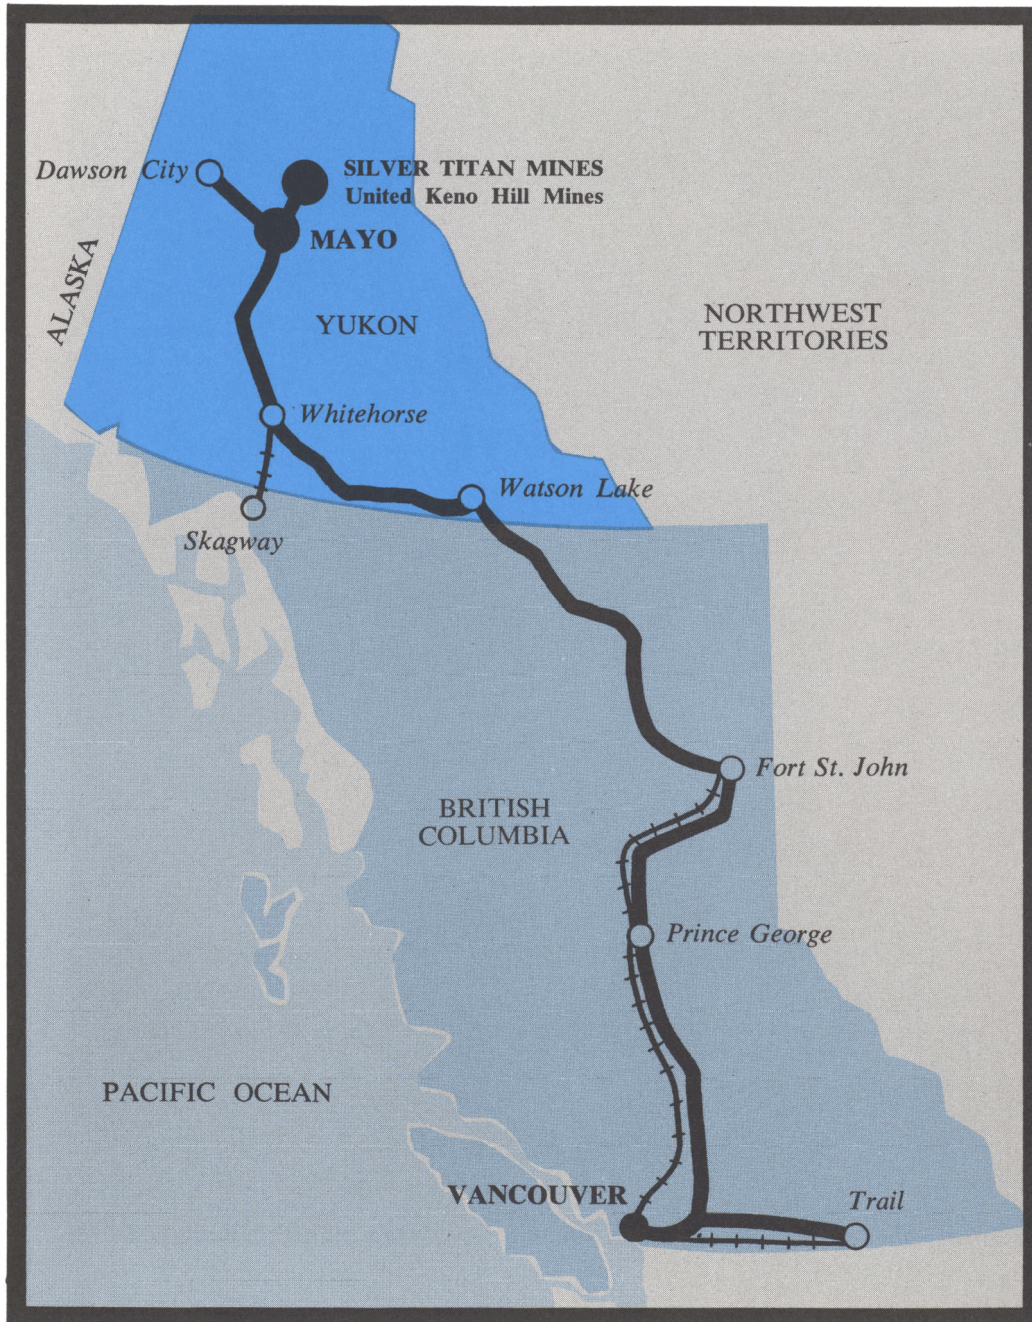 Dawson City
SILVER TITAN MINES
United Keno Hill Mines
MAYO
ALASKA
YUKON
NORTHWEST
TERRITORIES
Whitehorse
Watson Lake
Skagway
Fort St. John
BRITISH
COLUMBIA
Prince George
PACIFIC OCEAN
VANCOUVER
Trail